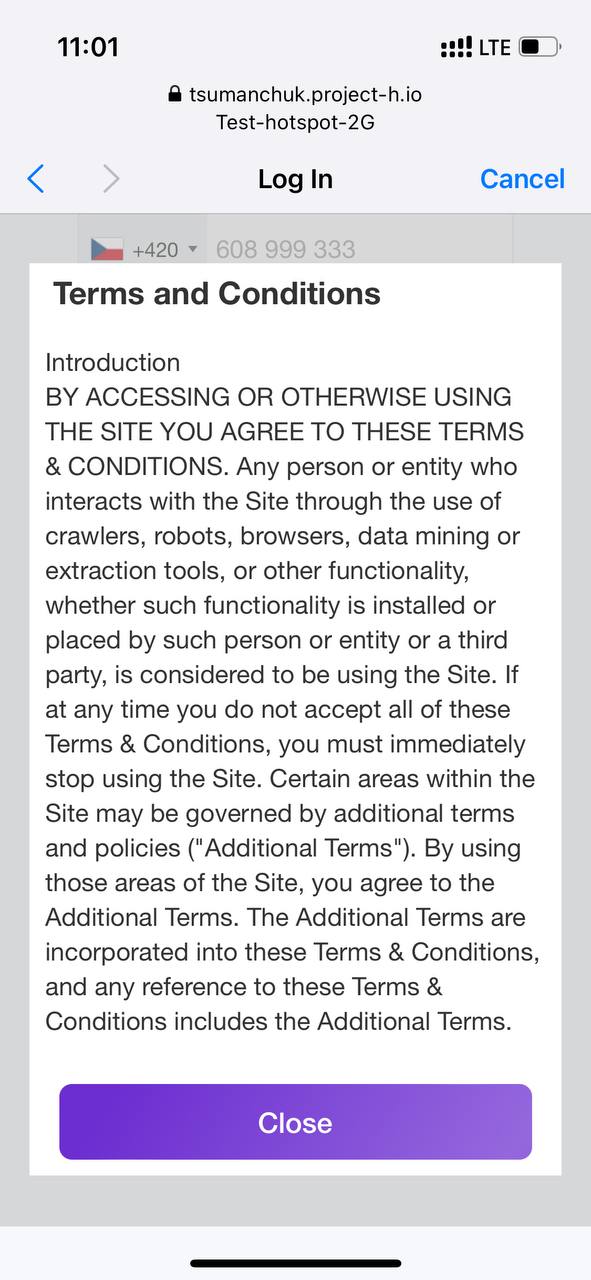 11:01
LTE
tsumanchuk.project-h.io
Test-hotspot-2G
Log In
Cancel
+420
608 999 333
Terms and Conditions
Introduction
BY ACCESSING OR OTHERWISE USING
THE SITE YOU AGREE TO THESE TERMS
& CONDITIONS. Any person or entity who
interacts with the Site through the use of
crawlers, robots, browsers, data mining or
extraction tools, or other functionality,
whether such functionality is installed or
placed by such person or entity or a third
party, is considered to be using the Site. If
at any time you do not accept all of these
Terms & Conditions, you must immediately
stop using the Site. Certain areas within the
Site may be governed by additional terms
and policies ("Additional Terms"). By using
those areas of the Site, you agree to the
Additional Terms. The Additional Terms are
incorporated into these Terms & Conditions,
and any reference to these Terms &
Conditions includes the Additional Terms.
Close